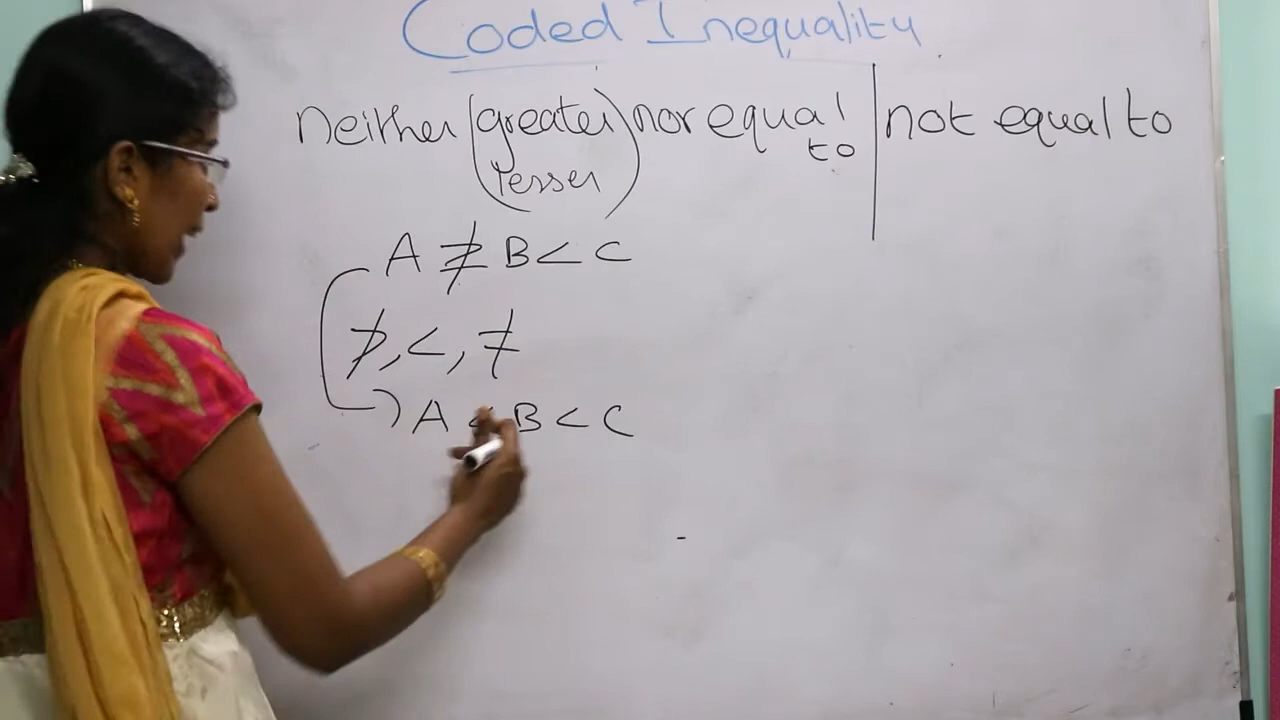 Coded Inequality
neither (greater) nor equal to | not equal to
(lesser)
A ≱ B < C
≯, <, ≠
A < B < C